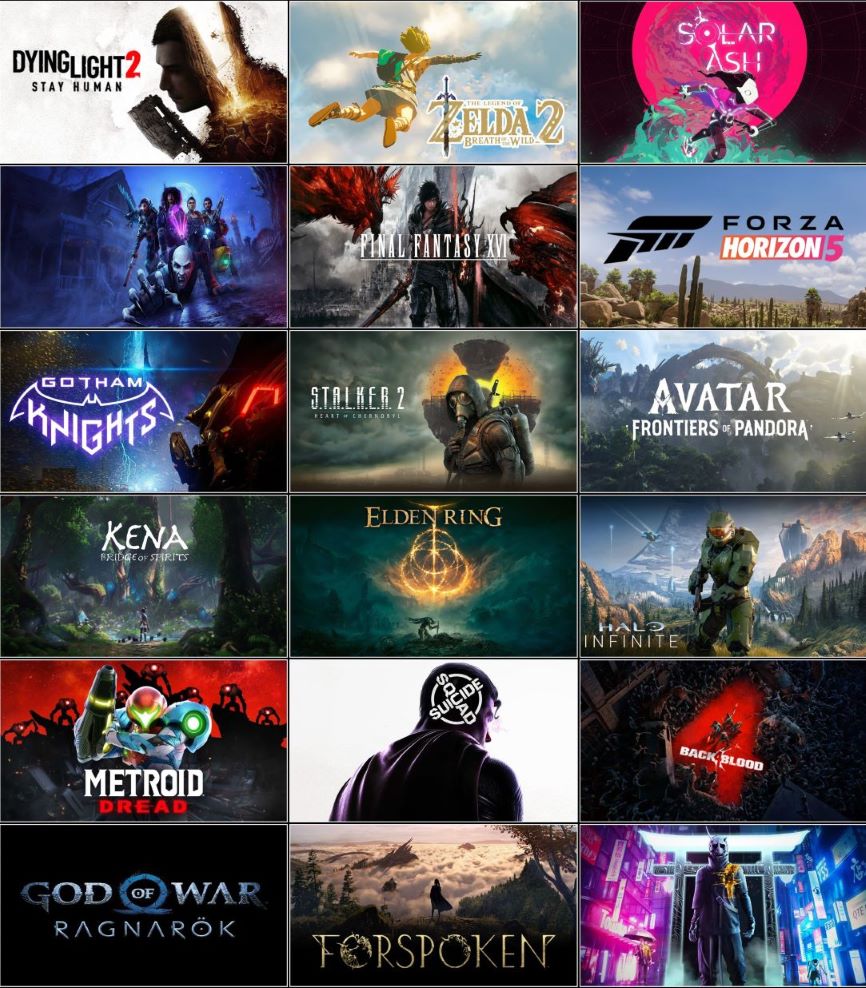 DYING LIGHT 2
STAY HUMAN
THE LEGEND OF
ZELDA 2
BREATH OF THE WILD
SOLAR
ASH
FINAL FANTASY XVI
FORZA
HORIZON 5
GOTHAM
KNIGHTS
S.T.A.L.K.E.R. 2
HEART OF CHERNOBYL
AVATAR
FRONTIERS OF PANDORA
KENA
BRIDGE OF SPIRITS
ELDEN RING
HALO
INFINITE
METROID
DREAD
SUICIDE
SQUAD
4
BACK BLOOD
GOD OF WAR
RAGNARÖK
FORSPOKEN